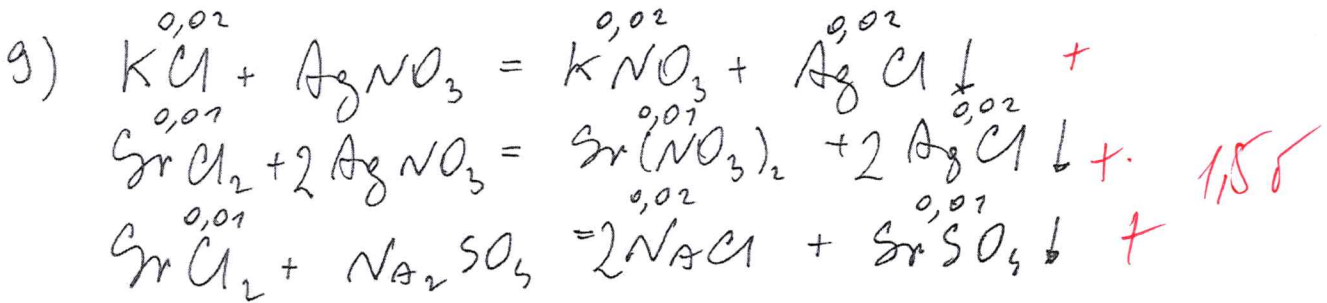 0,02 0,02 0,02
9) KCl + AgNO₃ = KNO₃ + AgCl↓ +
0,01 0,01 0,02
SrCl₂ + 2AgNO₃ = Sr(NO₃)₂ + 2AgCl↓ +. 1,5б
0,01 0,02 0,01
SrCl₂ + Na₂SO₄ = 2NaCl + SrSO₄↓ +